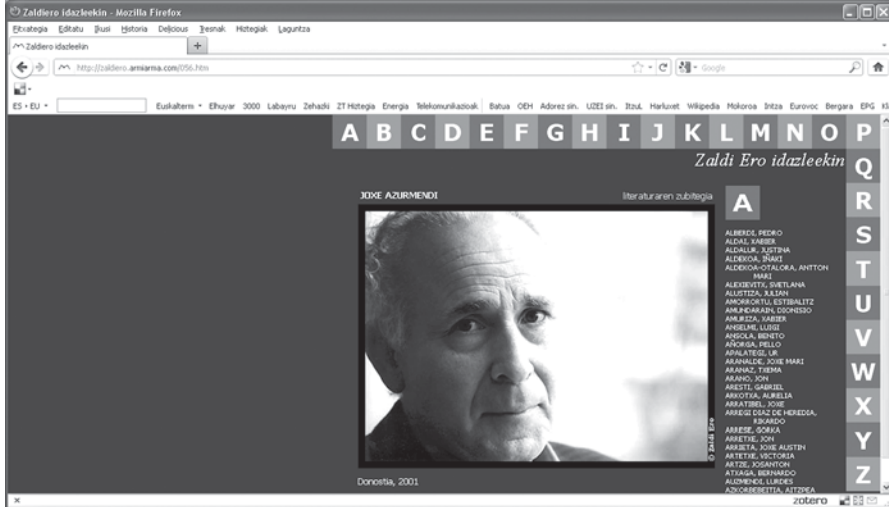 Zaldiero idazleekin - Mozilla Firefox
Fitxategia Editatu Ikusi Historia Delicious Tresnak Hiztegiak Laguntza
Zaldiero idazleekin +
http://zaldiero.armiarma.com/056.htm Google
ES > EU Euskalterm Elhuyar 3000 Labayru Zehazki ZT Hiztegia Energia Telekomunikazioak Batua OEH Adorez sin. UZEI sin. ItzuL Harluxet Wikipedia Mokoroa Intza Eurovoc Bergara EPG
A B C D E F G H I J K L M N O P
Zaldi Ero idazleekin
Q
JOXE AZURMENDI
literaturaren zubitegia
A
R
ALBERDI, PEDRO
ALDAI, XABIER
S
ALDALUR, JUSTINA
ALDEKOA, IÑAKI
ALDEKOA-OTALORA, ANTTON
MARI
T
ALEXIEVITX, SVETLANA
ALUSTIZA, JULIAN
AMORRORTU, ESTIBALITZ
U
AMUNDARAIN, DIONISIO
AMURIZA, XABIER
ANSELMI, LUIGI
ANSOLA, BENITO
V
AÑORGA, PELLO
APALATEGI, UR
ARANALDE, JOXE MARI
ARANAZ, TXEMA
W
ARANO, JON
ARESTI, GABRIEL
ARKOTXA, AURELIA
X
ARRATIBEL, JOXE
ARREGI DIAZ DE HEREDIA,
RIKARDO
ARRESE, GORKA
Y
ARRETXE, JON
ARRIETA, JOXE AUSTIN
ARTETXE, VICTORIA
ARTZE, JOSANTON
Z
ATXAGA, BERNARDO
AUZMENDI, LURDES
AZKORBEBEITIA, AITZPEA
© Zaldi Ero
Donostia, 2001
zotero